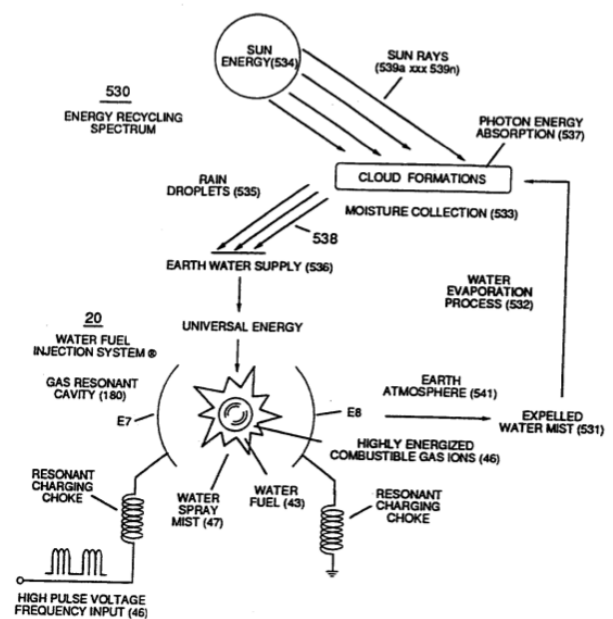 SUN
ENERGY(534)
SUN RAYS
(539a xxx 539n)
530
ENERGY RECYCLING
SPECTRUM
PHOTON ENERGY
ABSORPTION (537)
CLOUD FORMATIONS
RAIN
DROPLETS (535)
MOISTURE COLLECTION (533)
538
EARTH WATER SUPPLY (536)
WATER
EVAPORATION
PROCESS (532)
UNIVERSAL ENERGY
20
WATER FUEL
INJECTION SYSTEM ®
GAS RESONANT
CAVITY (180)
EARTH
ATMOSPHERE (541)
E7
E8
EXPELLED
WATER MIST (531)
HIGHLY ENERGIZED
COMBUSTIBLE GAS IONS (46)
RESONANT
CHARGING
CHOKE
WATER
SPRAY
MIST (47)
WATER
FUEL (43)
RESONANT
CHARGING
CHOKE
HIGH PULSE VOLTAGE
FREQUENCY INPUT (46)